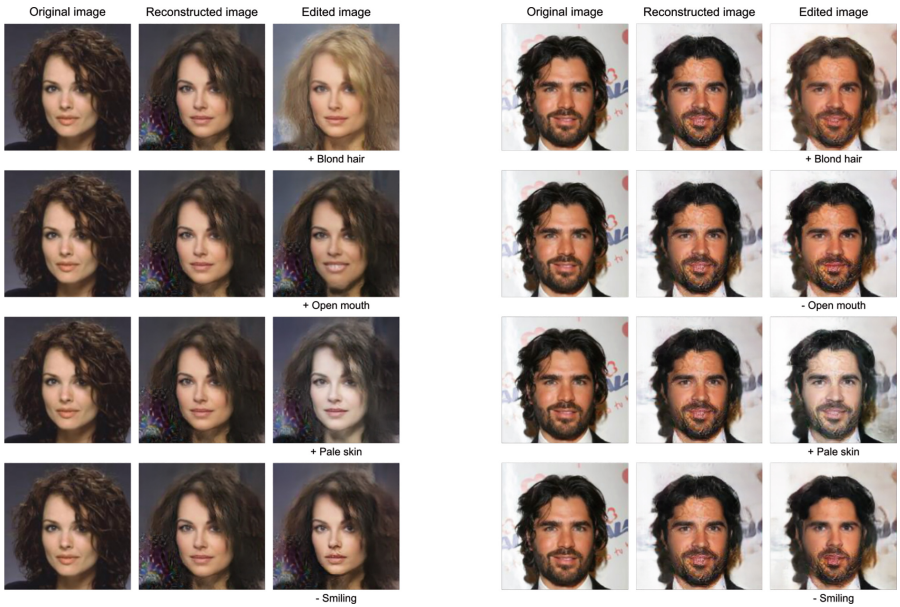 Original image Reconstructed image Edited image
Original image Reconstructed image Edited image
+ Blond hair
+ Blond hair
+ Open mouth
- Open mouth
+ Pale skin
+ Pale skin
- Smiling
- Smiling